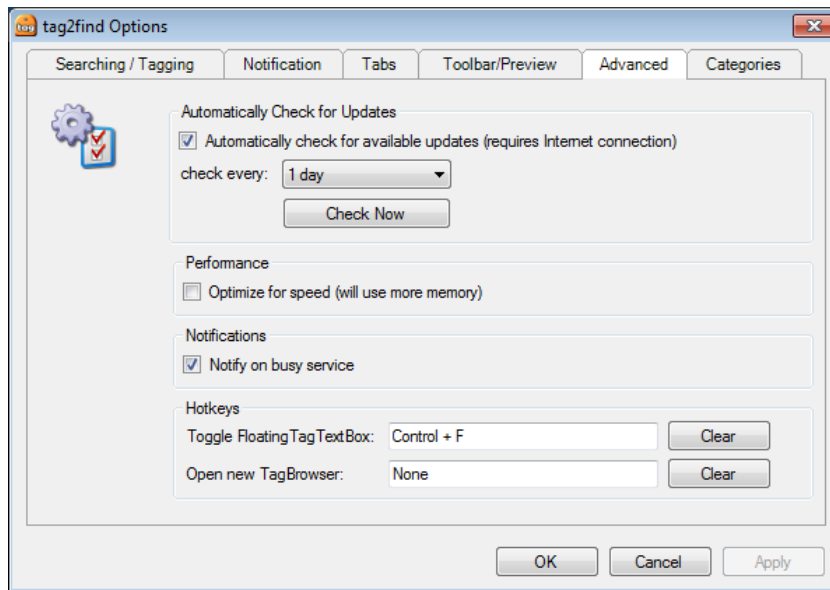 tag
tag2find Options
Searching / Tagging Notification Tabs Toolbar/Preview Advanced Categories
Automatically Check for Updates
Automatically check for available updates (requires Internet connection)
check every: 1 day
Check Now
Performance
Optimize for speed (will use more memory)
Notifications
Notify on busy service
Hotkeys
Toggle FloatingTagTextBox: Control + F Clear
Open new TagBrowser: None Clear
OK Cancel Apply